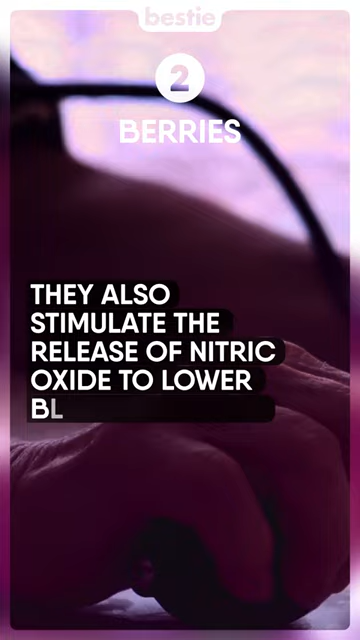 bestie
2
BERRIES
THEY ALSO
STIMULATE THE
RELEASE OF NITRIC
OXIDE TO LOWER
BL